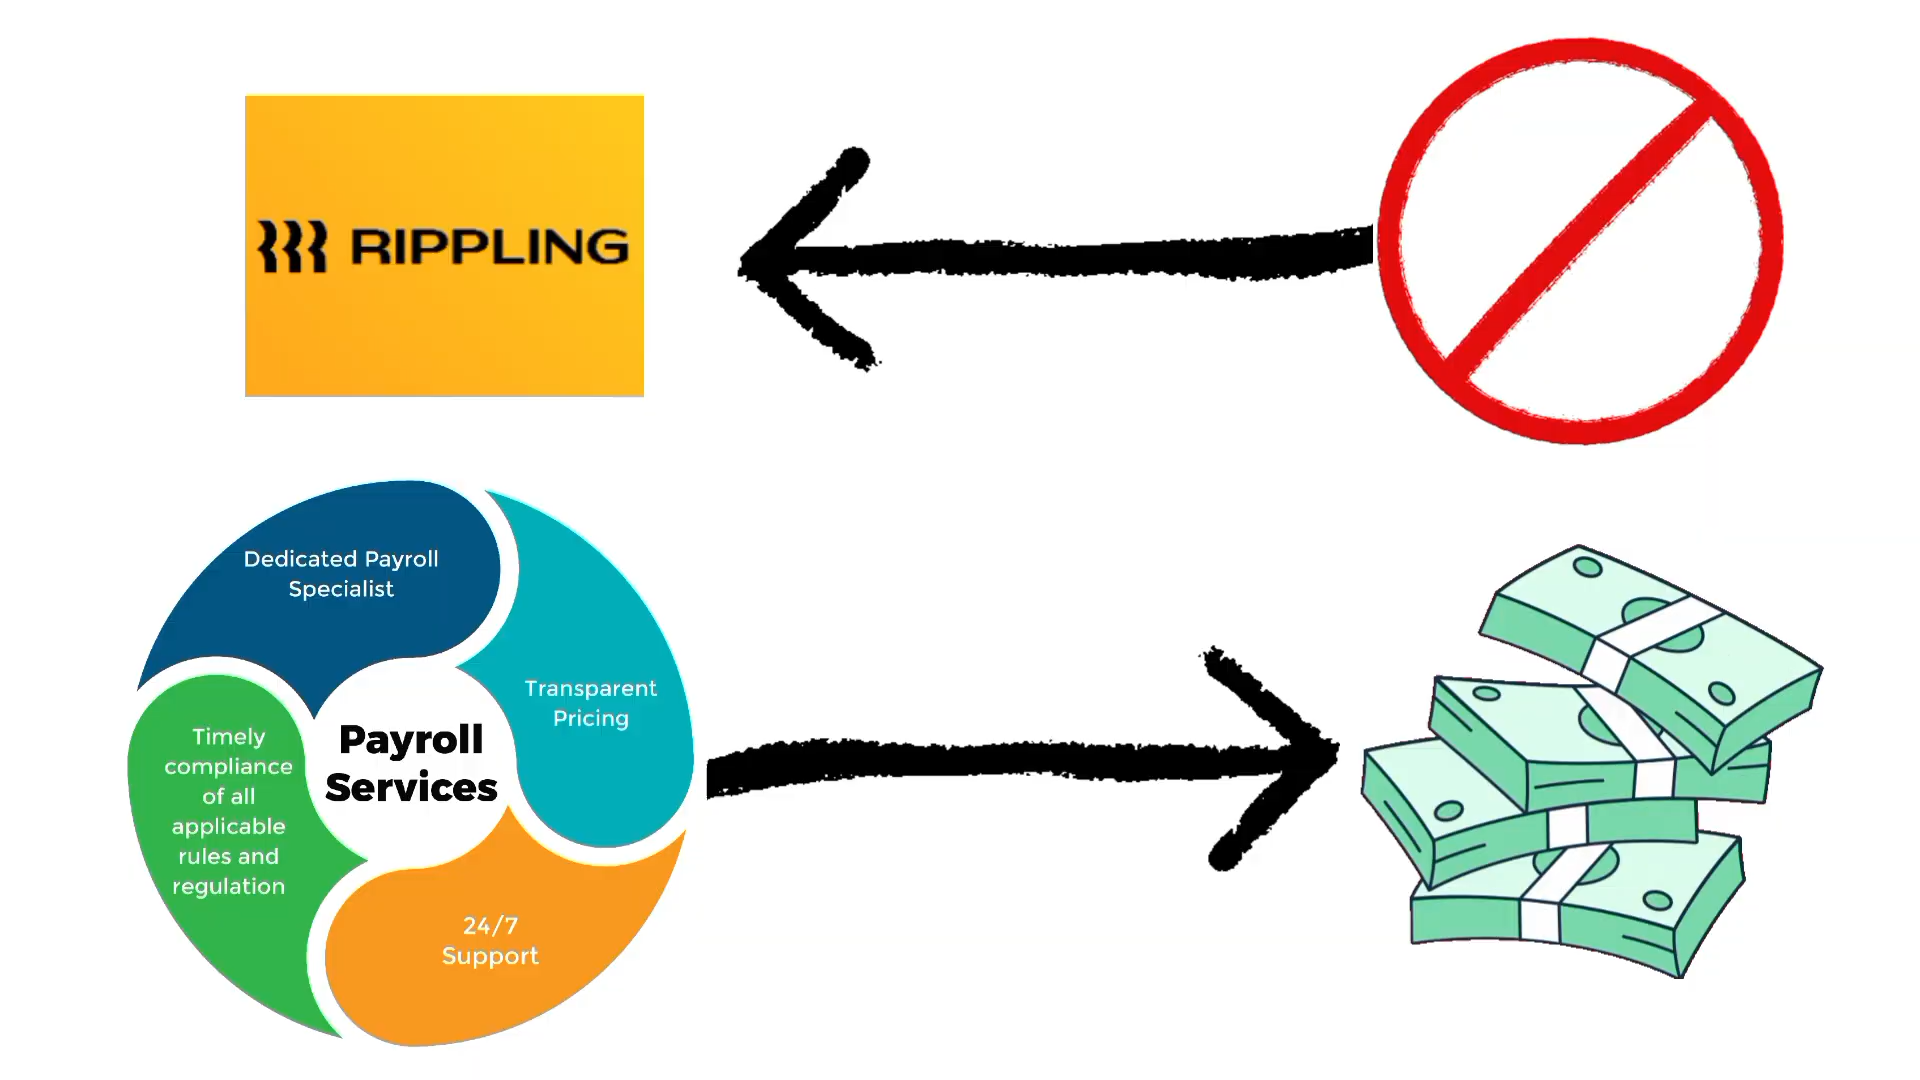 RIPPLING
Dedicated Payroll
Specialist
Transparent
Pricing
Timely
compliance
of all
applicable
rules and
regulation
Payroll
Services
24/7
Support